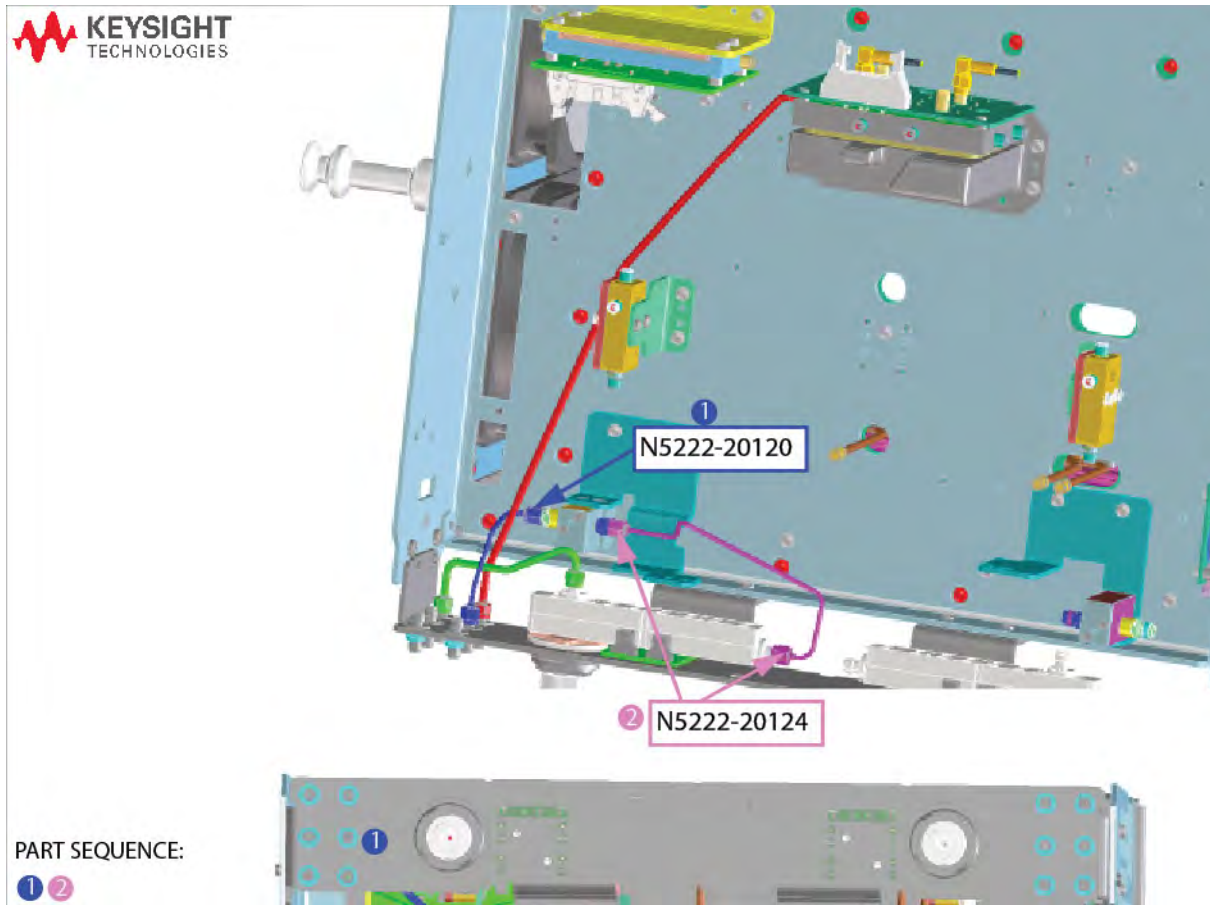 KEYSIGHT
TECHNOLOGIES
1
N5222-20120
2 N5222-20124
1
PART SEQUENCE:
1 2